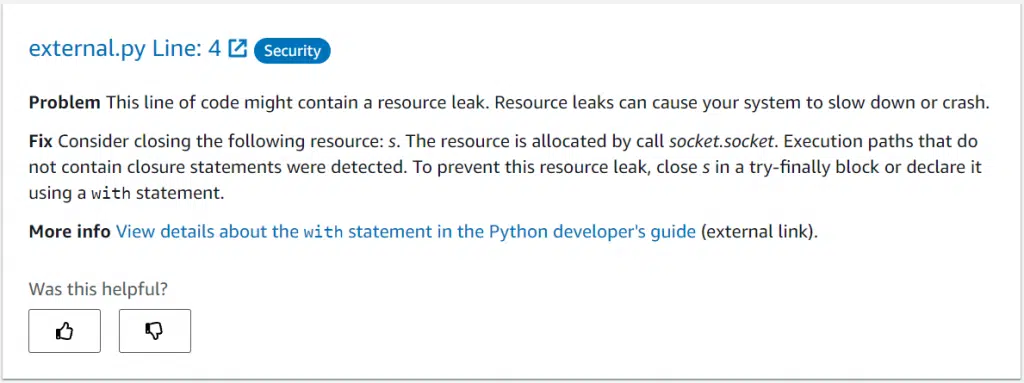 external.py Line: 4 Security
Problem This line of code might contain a resource leak. Resource leaks can cause your system to slow down or crash.
Fix Consider closing the following resource: s. The resource is allocated by call socket.socket. Execution paths that do
not contain closure statements were detected. To prevent this resource leak, close s in a try-finally block or declare it
using a with statement.
More info View details about the with statement in the Python developer's guide (external link).
Was this helpful?